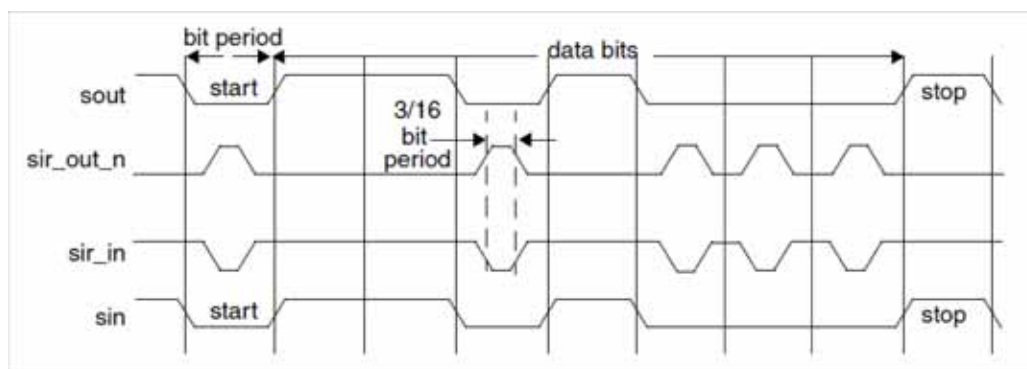 bit period
data bits
sout
start
stop
3/16
bit
period
sir_out_n
sir_in
sin
start
stop